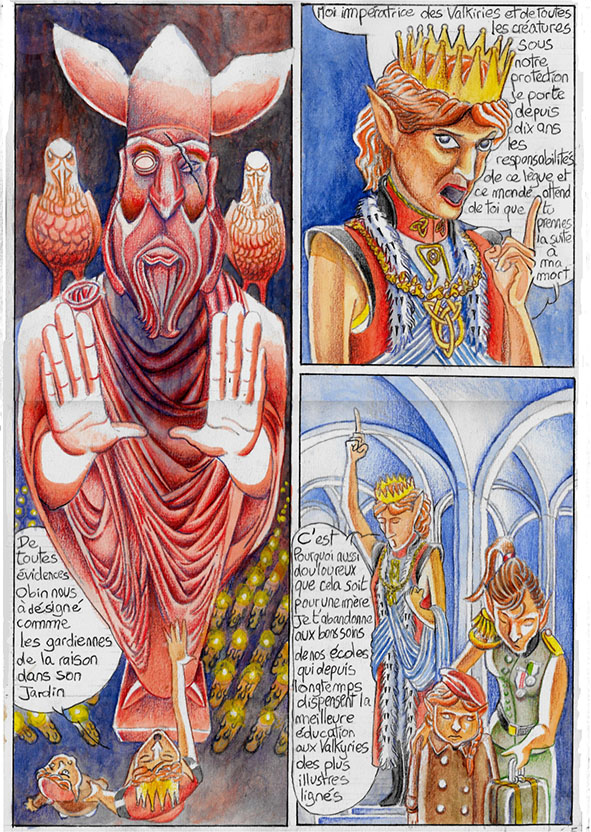 De
toutes
évidences
Obin nous
à désigné
commme
les gardiennes
de la raison
dans son
Jardin
Moi impératrice des Valkiries et de toutes
les créatures
sous
notre
protection
je porte
depuis
dix ans
les
responsabilités
de ce lègue et
ce monde attend
de toi que tu
prennes
la suite
à
ma
mort
C'est
Pourquoi aussi
douloureux
que cela soit
pour une mère
Je t'abandonne
aux bons soins
de nos écoles
qui depuis
longtemps
dispensent la
meilleure
éducation
aux Valkyries
des plus
illustres
lignés